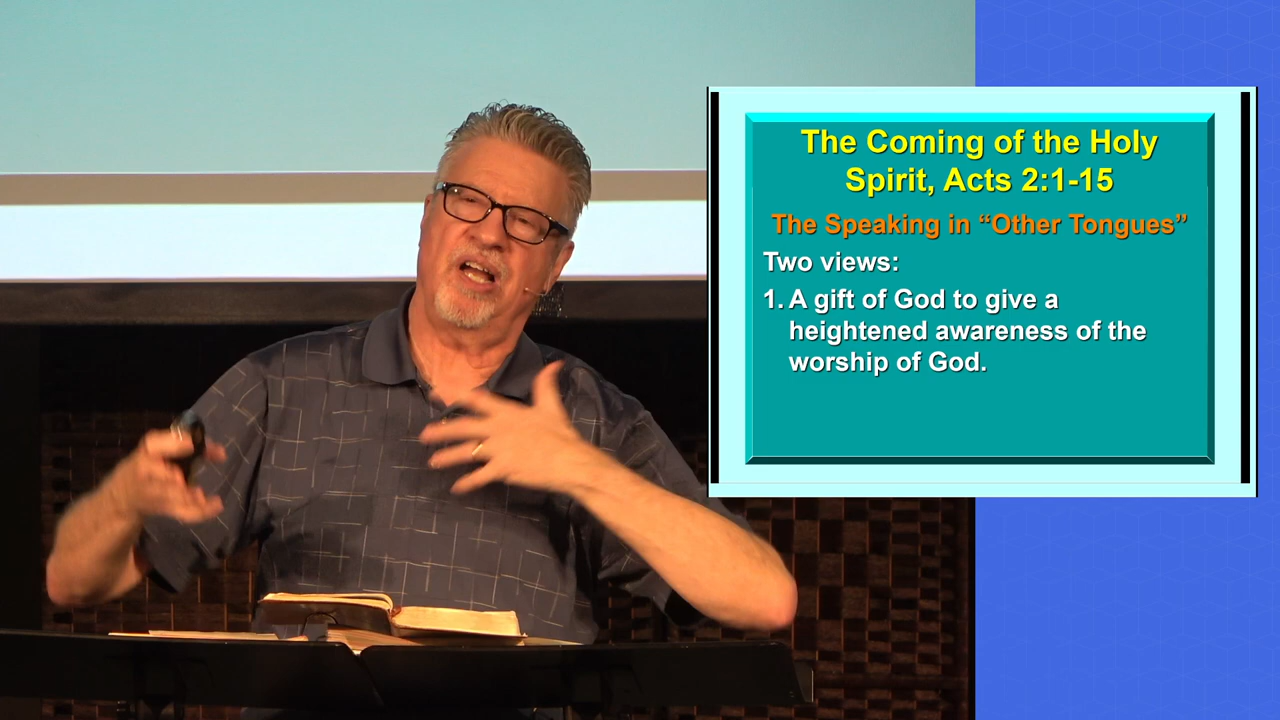 The Coming of the Holy
Spirit, Acts 2:1-15
The Speaking in “Other Tongues”
Two views:
1. A gift of God to give a
heightened awareness of the
worship of God.